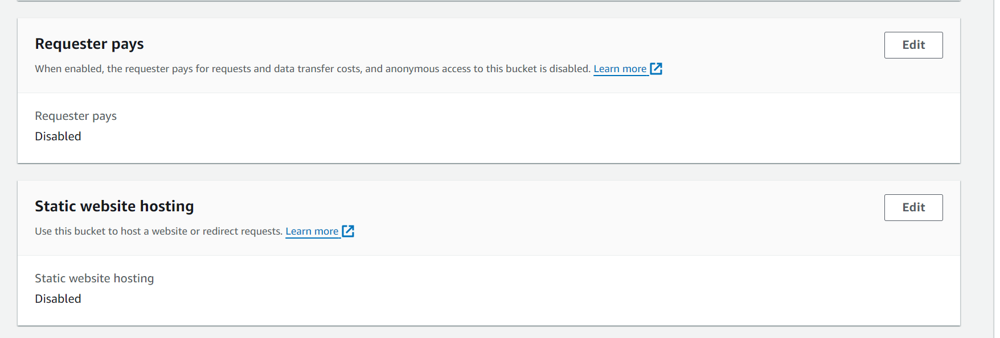 Requester pays
Edit
When enabled, the requester pays for requests and data transfer costs, and anonymous access to this bucket is disabled. Learn more
Requester pays
Disabled
Static website hosting
Edit
Use this bucket to host a website or redirect requests. Learn more
Static website hosting
Disabled